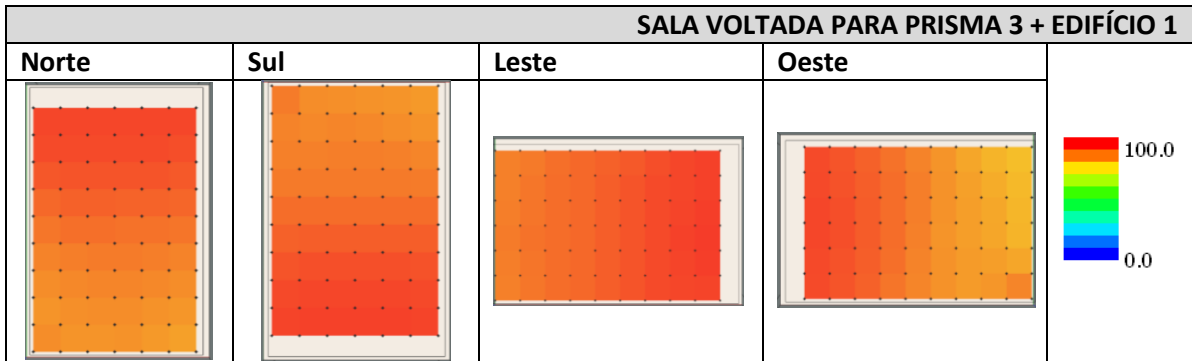 SALA VOLTADA PARA PRISMA 3 + EDIFÍCIO 1
Norte Sul Leste Oeste
100.0
0.0